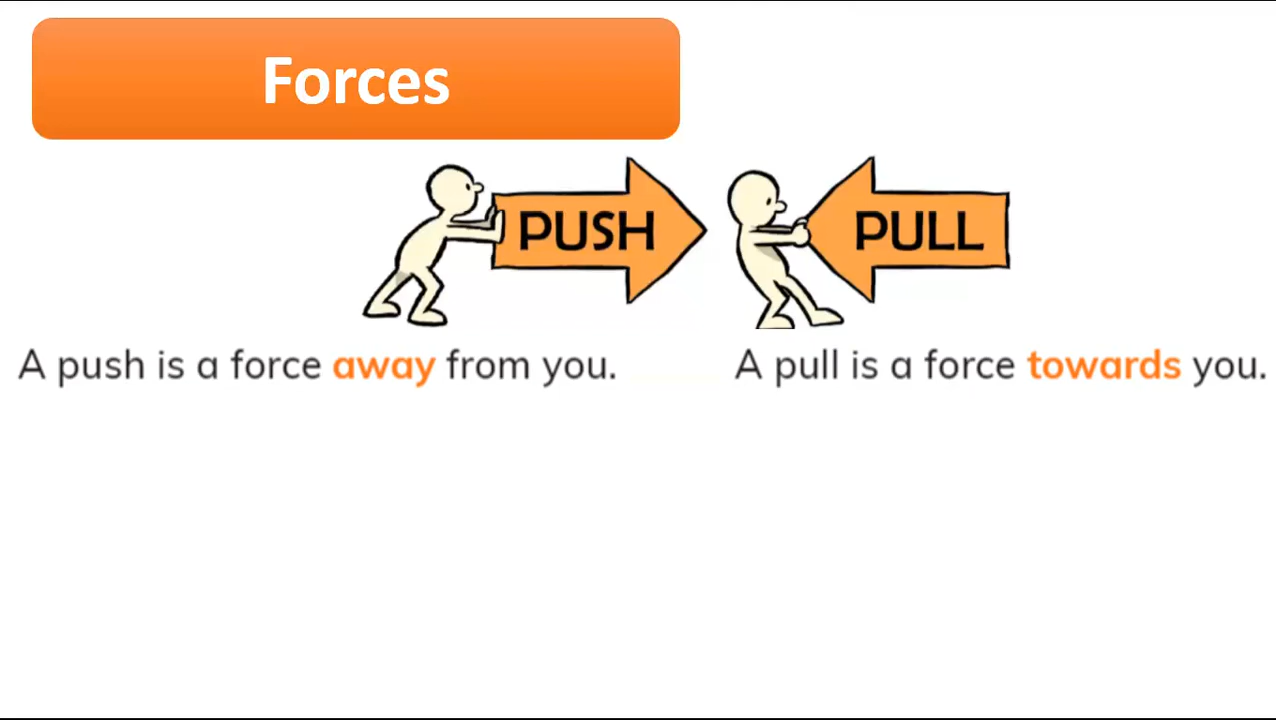 Forces
PUSH
PULL
A push is a force away from you.
A pull is a force towards you.